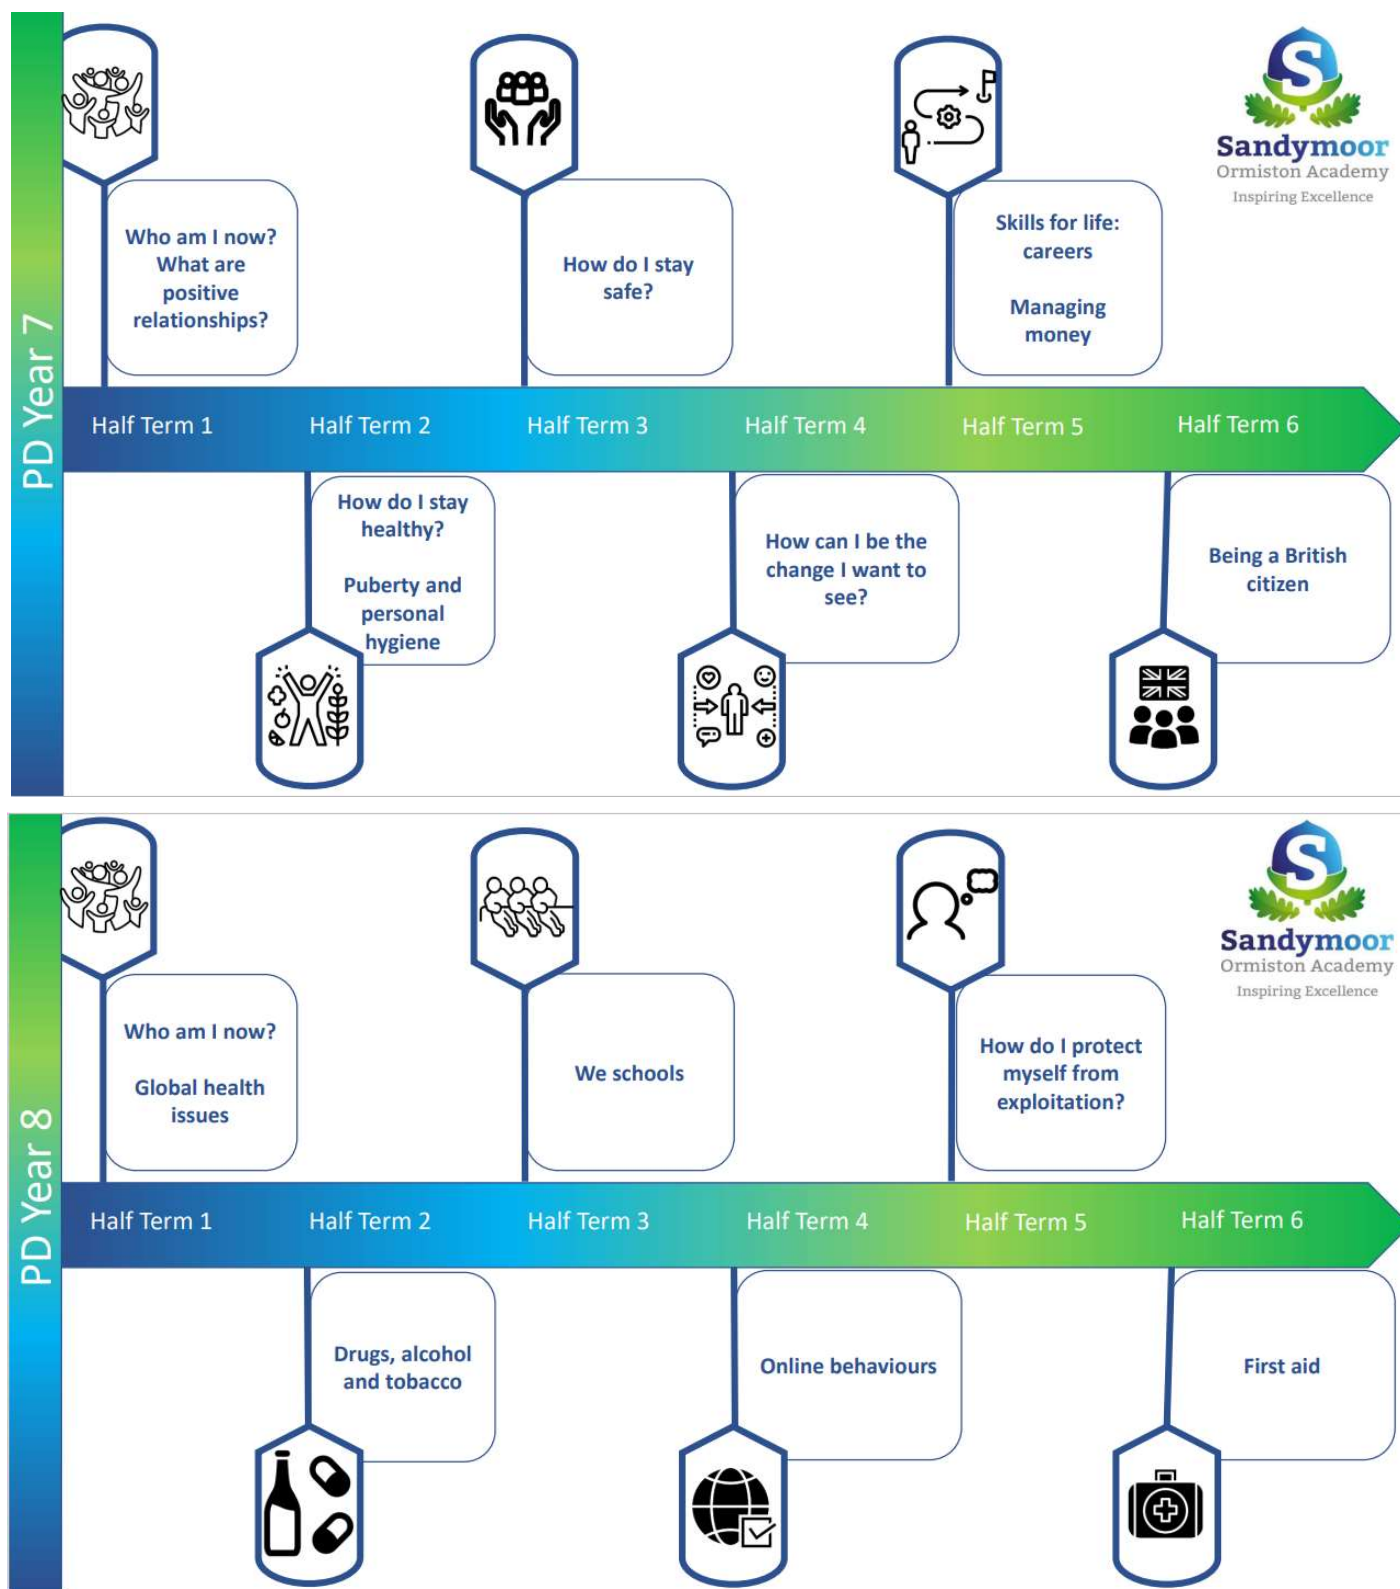 PD Year 7
Sandymoor
Ormiston Academy
Inspiring Excellence
Who am I now?
What are
positive
relationships?
How do I stay
safe?
Skills for life:
careers
Managing
money
Half Term 1
Half Term 2
Half Term 3
Half Term 4
Half Term 5
Half Term 6
How do I stay
healthy?
Puberty and
personal
hygiene
How can I be the
change I want to
see?
Being a British
citizen
PD Year 8
S
Sandymoor
Ormiston Academy
Inspiring Excellence
Who am I now?
Global health
issues
We schools
How do I protect
myself from
exploitation?
Half Term 1
Half Term 2
Half Term 3
Half Term 4
Half Term 5
Half Term 6
Drugs, alcohol
and tobacco
Online behaviours
First aid